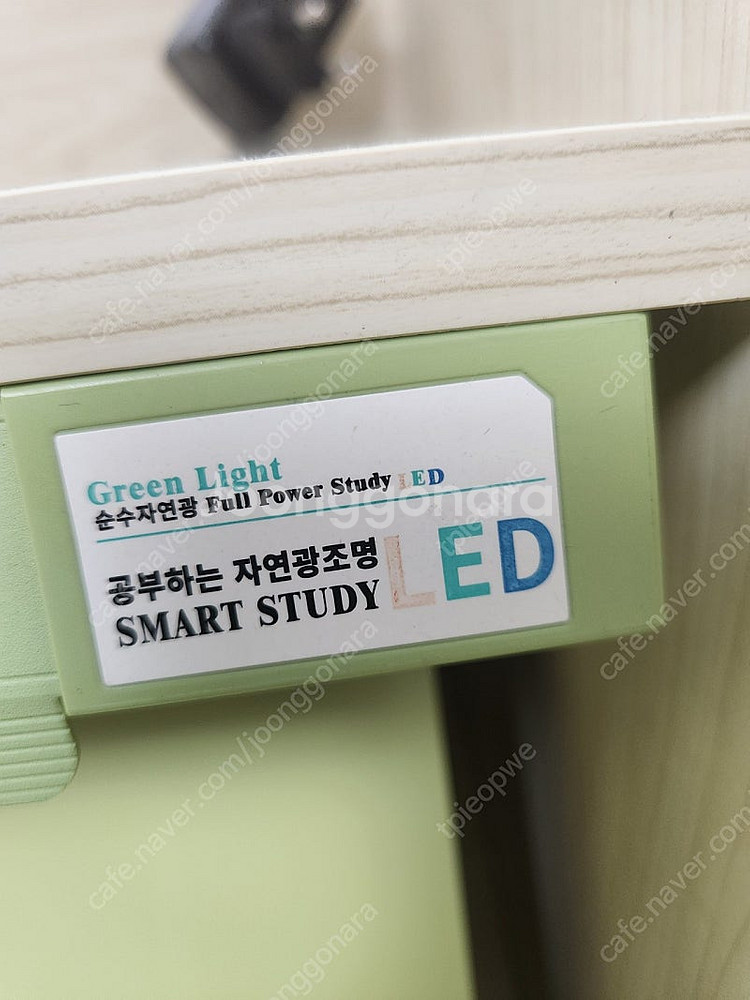 Green Light
순수자연광 Full Power Study LED
공부하는 자연광조명
SMART STUDY LED
joonggonara
cafe.naver.com/joonggonara
tpieopwe